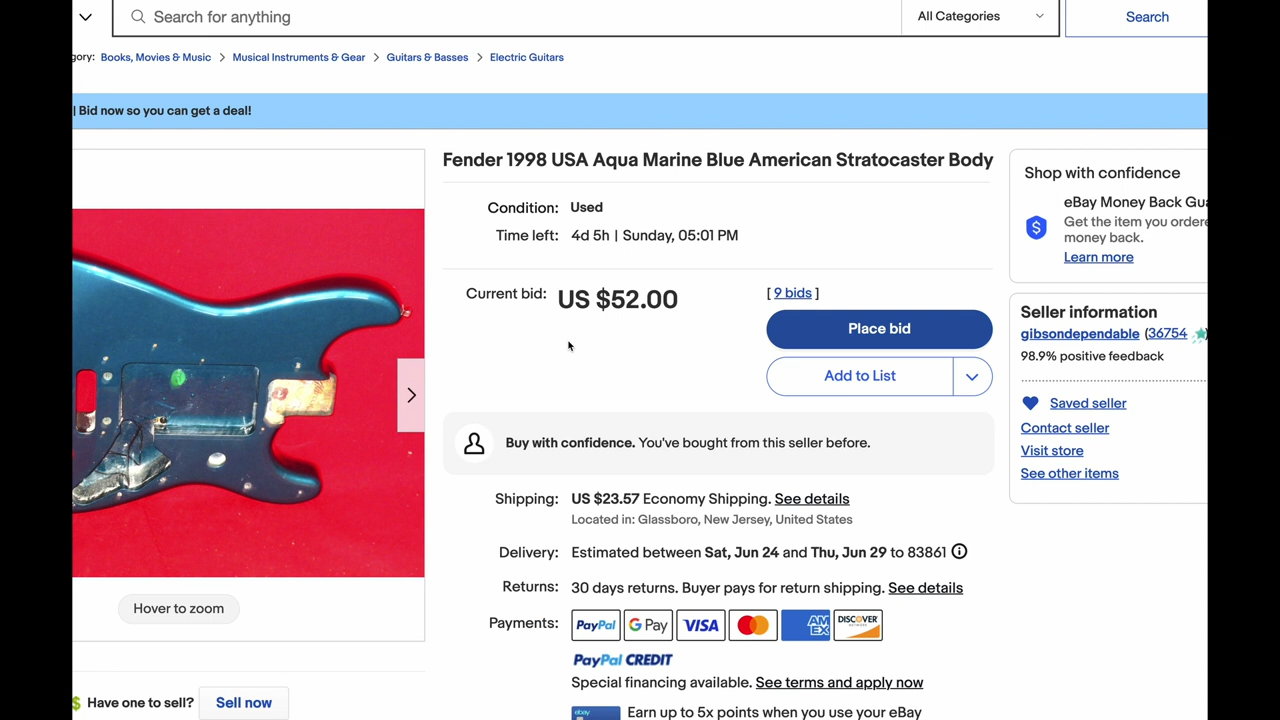 Search for anything
All Categories
Search
gory: Books, Movies & Music > Musical Instruments & Gear > Guitars & Basses > Electric Guitars
| Bid now so you can get a deal!
Fender 1998 USA Aqua Marine Blue American Stratocaster Body
Condition: Used
Time left: 4d 5h | Sunday, 05:01 PM
Current bid: US $52.00
[ 9 bids ]
Place bid
Add to List
Buy with confidence. You've bought from this seller before.
Shipping: US $23.57 Economy Shipping. See details
Located in: Glassboro, New Jersey, United States
Delivery: Estimated between Sat, Jun 24 and Thu, Jun 29 to 83861
Returns: 30 days returns. Buyer pays for return shipping. See details
Payments: PayPal G Pay VISA AM EX DISCOVER
PayPal CREDIT
Special financing available. See terms and apply now
ebay Earn up to 5x points when you use your eBay
Hover to zoom
$ Have one to sell? Sell now
Shop with confidence
eBay Money Back Gua
Get the item you ordere
money back.
Learn more
Seller information
gibsondependable (36754
98.9% positive feedback
Saved seller
Contact seller
Visit store
See other items